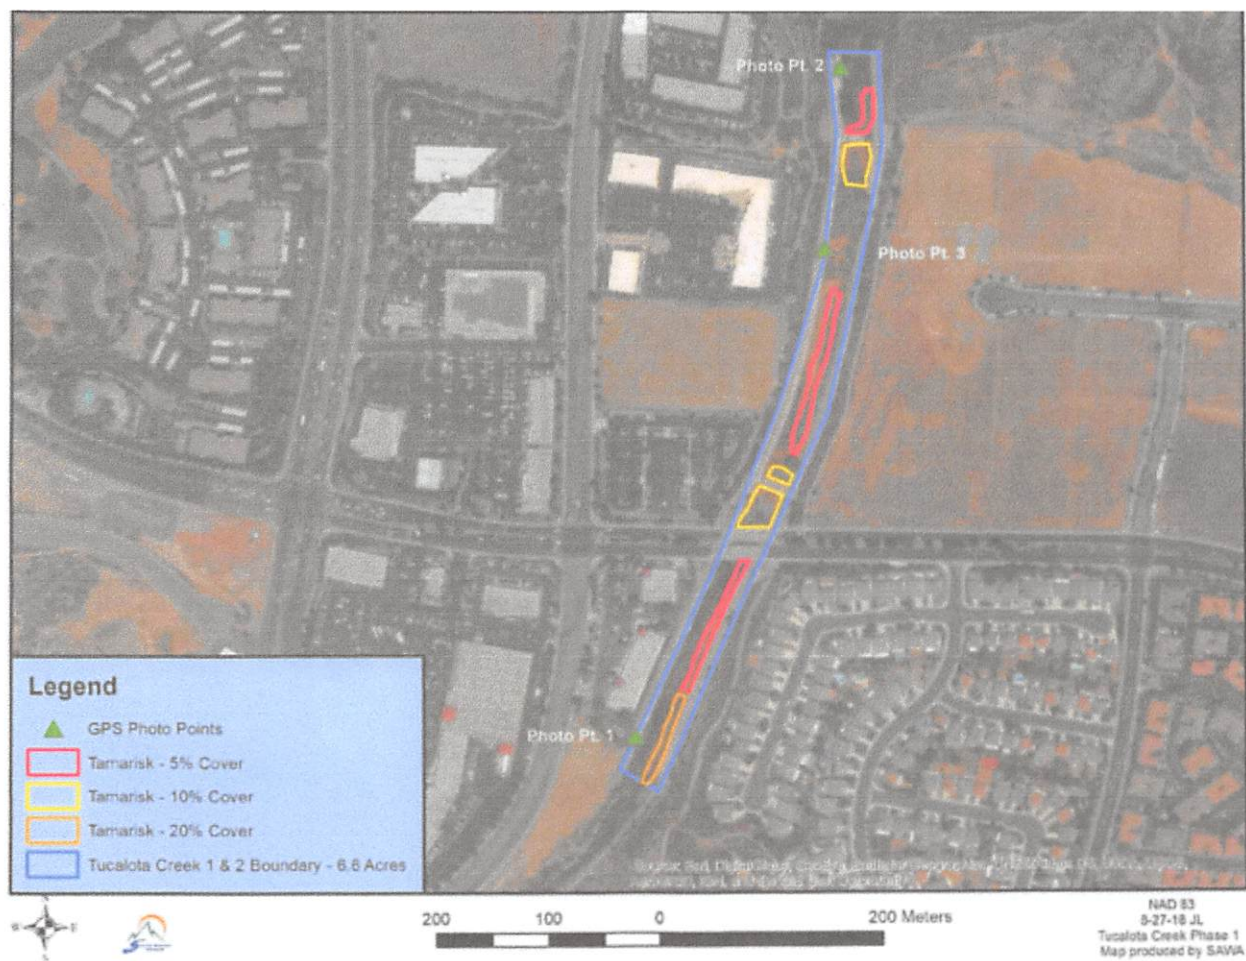 Photo Pt. 2
Photo Pt. 3
Photo Pt. 1
Legend
GPS Photo Points
Tamarisk - 5% Cover
Tamarisk - 10% Cover
Tamarisk - 20% Cover
Tucalota Creek 1 & 2 Boundary - 6.6 Acres
200 100 0 200 Meters
NAD 83
8-27-18 JL
Tucalota Creek Phase 1
Map produced by SAWA